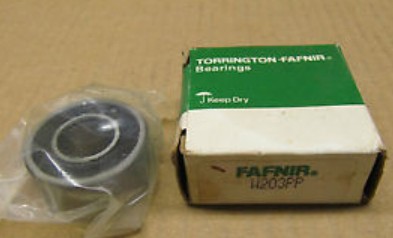 TORRINGTON-FAFNIR®
Bearings
Keep Dry
FAFNIR®
W203PP